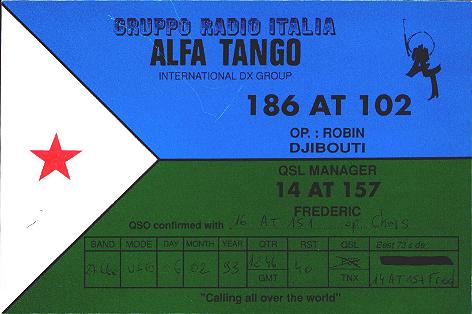 GRUPPO RADIO ITALIA
ALFA TANGO
INTERNATIONAL DX GROUP
186 AT 102
OP. : ROBIN
DJIBOUTI
QSL MANAGER
14 AT 157
FREDERIC
QSO confirmed with 16 AT 151 op. Chris
BAND MODE DAY MONTH YEAR QTR RST QSL Best 73's de:
02 93 GMT TNX 14 AT 157 Fred
"Calling all over the world"